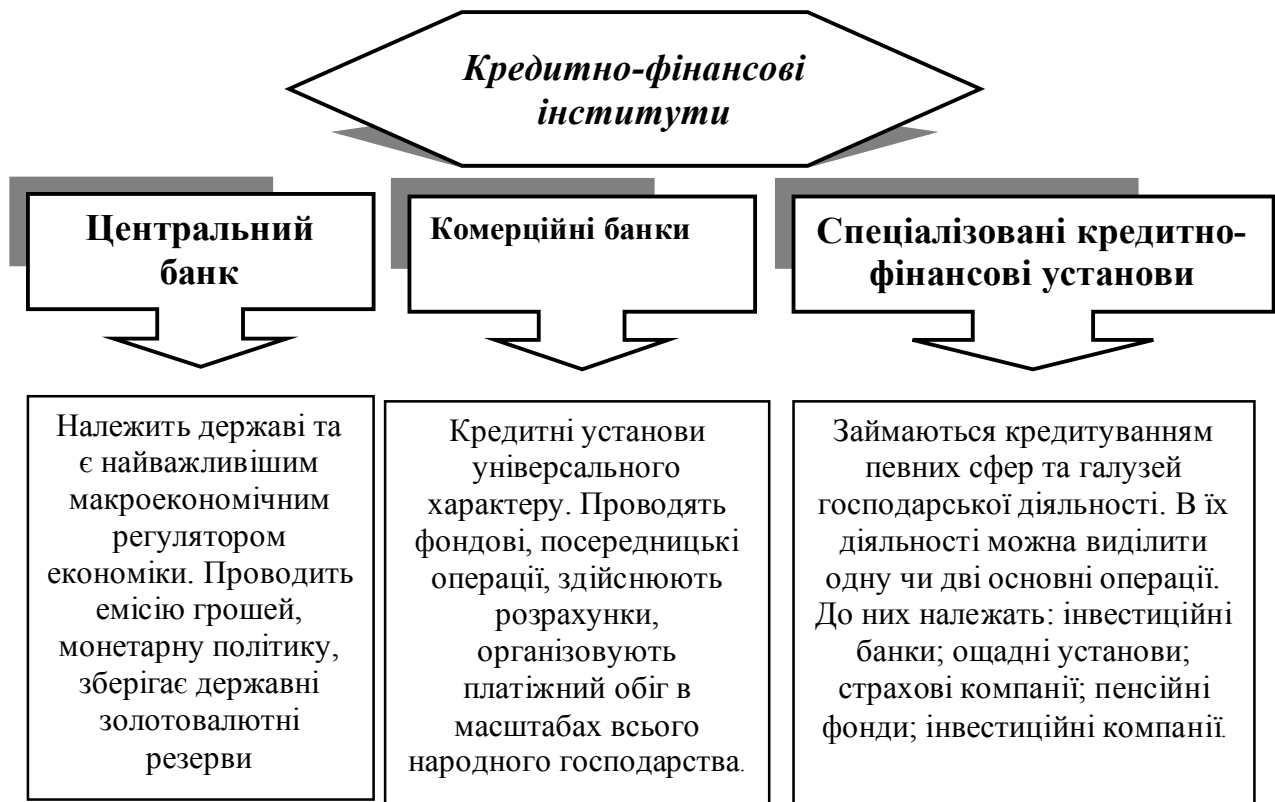 Кредитно-фінансові
інститути
Центральний
банк
Комерційні банки
Спеціалізовані кредитно-
фінансові установи
Належить державі та
є найважливішим
макроекономічним
регулятором
економіки. Проводить
емісію грошей,
монетарну політику,
зберігає державні
золотовалютні
резерви
Кредитні установи
універсального
характеру. Проводять
фондові, посередницькі
операції, здійснюють
розрахунки,
організовують
платіжний обіг в
масштабах всього
народного господарства.
Займаються кредитуванням
певних сфер та галузей
господарської діяльності. В їх
діяльності можна виділити
одну чи дві основні операції.
До них належать: інвестиційні
банки; ощадні установи;
страхові компанії; пенсійні
фонди; інвестиційні компанії.